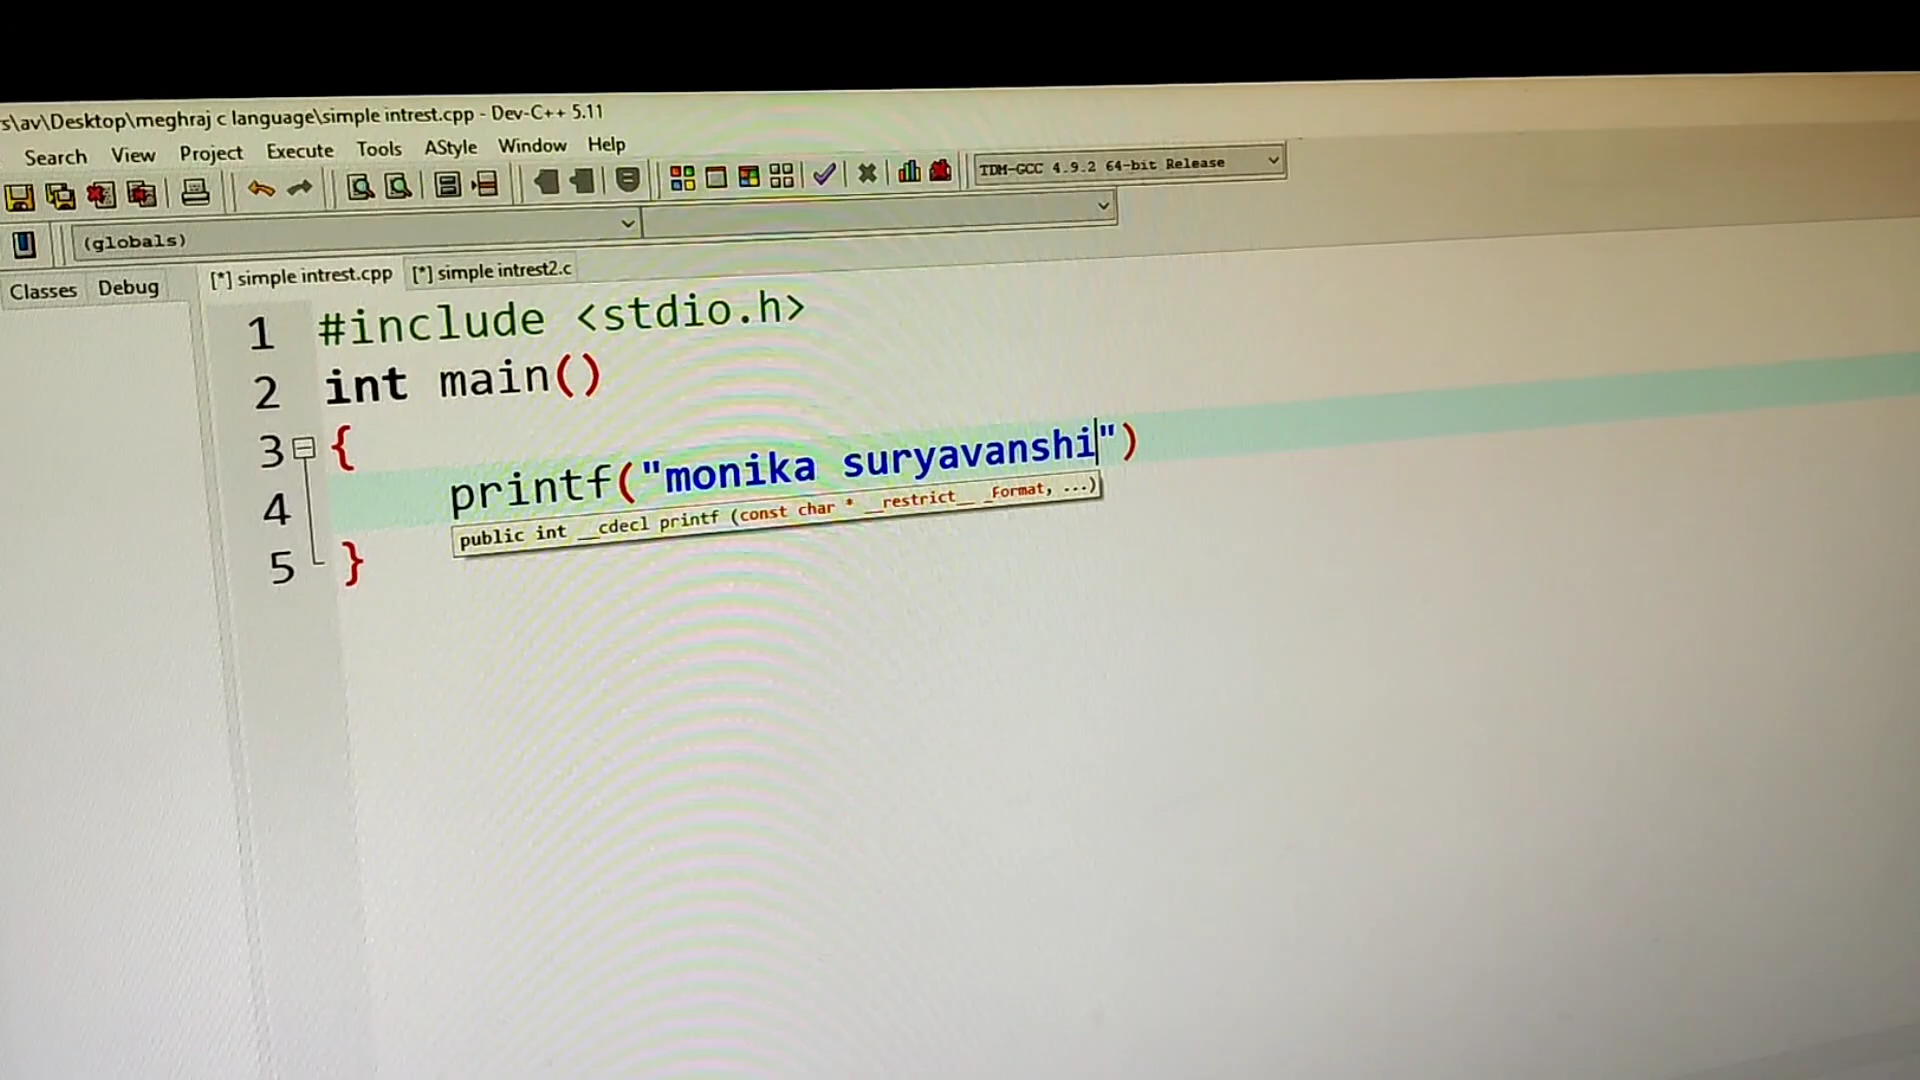 s\av\Desktop\meghraj c language\simple intrest.cpp - Dev-C++ 5.11
Search View Project Execute Tools AStyle Window Help
TDM-GCC 4.9.2 64-bit Release
(globals)
Classes Debug [*] simple intrest.cpp [*] simple intrest2.c
1 #include <stdio.h>
2 int main()
3 {
4 printf("monika suryavanshi")
public int __cdecl printf (const char * __restrict__ _Format, ...)
5 }